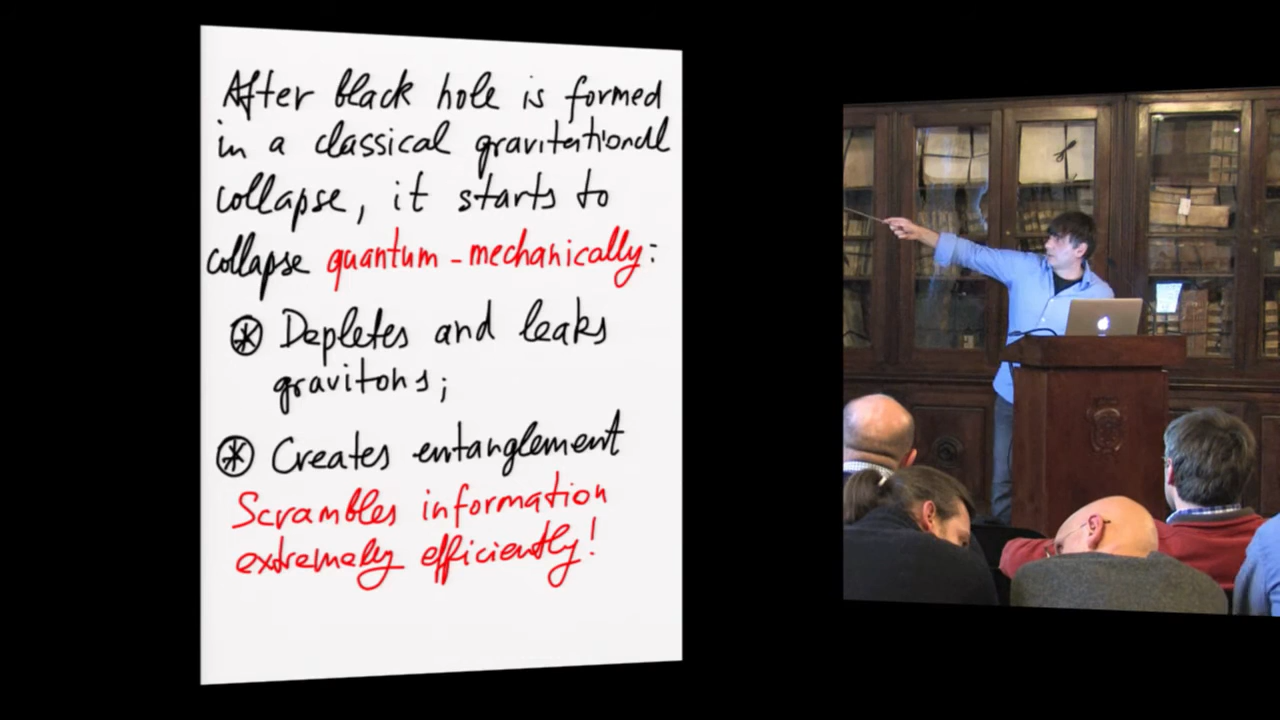 After black hole is formed
in a classical gravitational
collapse, it starts to
collapse quantum-mechanically:
⊛ Depletes and leaks
gravitons;
⊛ Creates entanglement
Scrambles information
extremely efficiently!